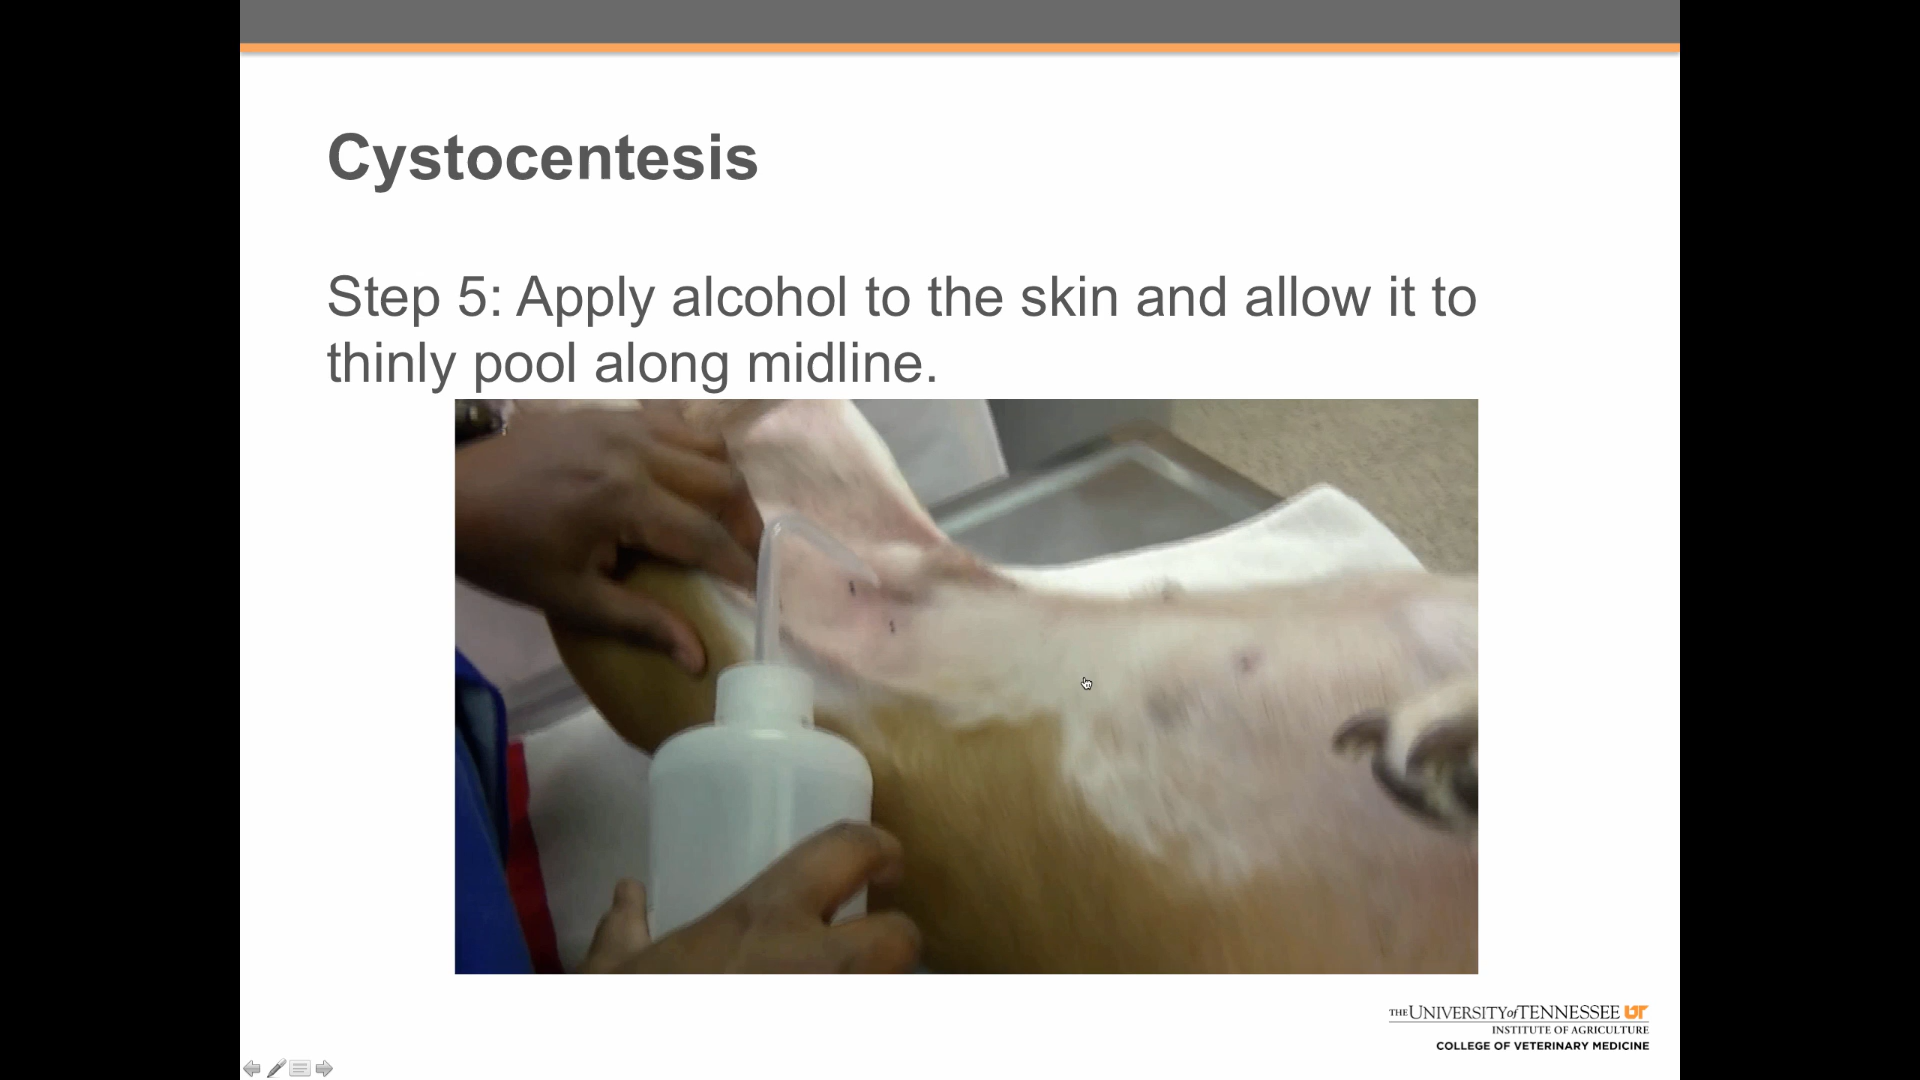 Cystocentesis
Step 5: Apply alcohol to the skin and allow it to
thinly pool along midline.
THE UNIVERSITY of TENNESSEE UT
INSTITUTE OF AGRICULTURE
COLLEGE OF VETERINARY MEDICINE